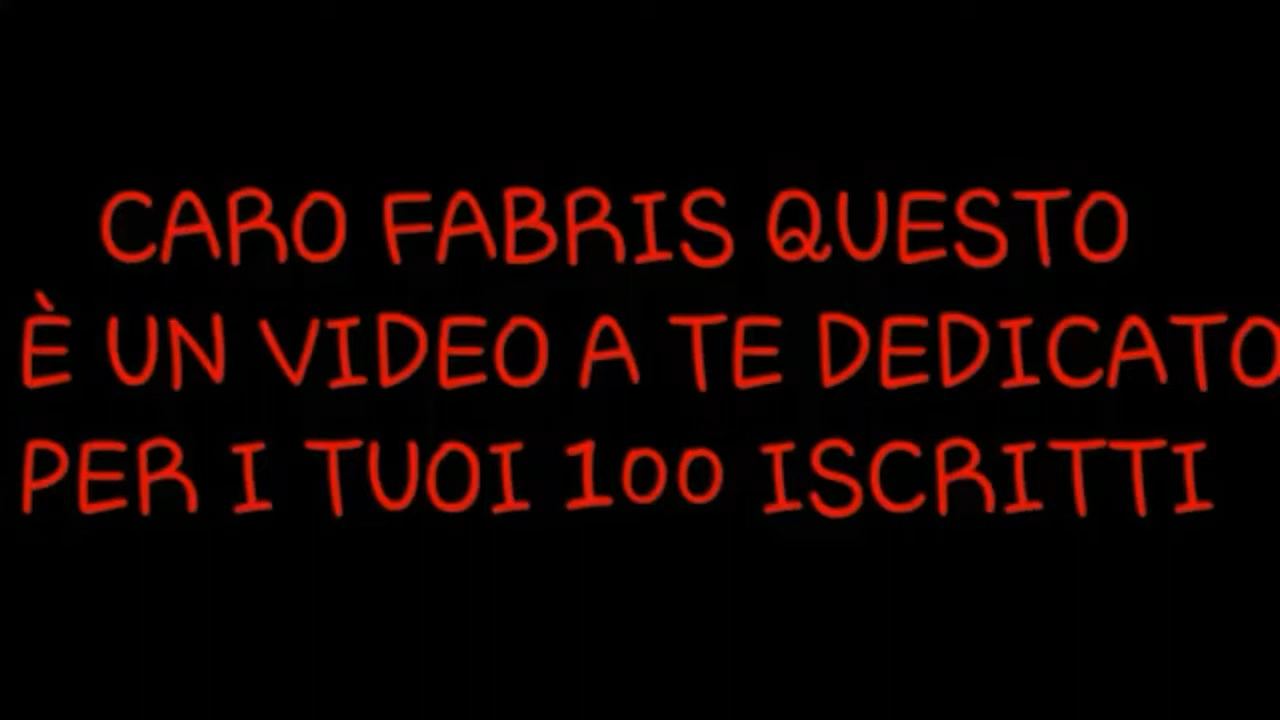 CARO FABRIS QUESTO
È UN VIDEO A TE DEDICATO
PER I TUOI 100 ISCRITTI